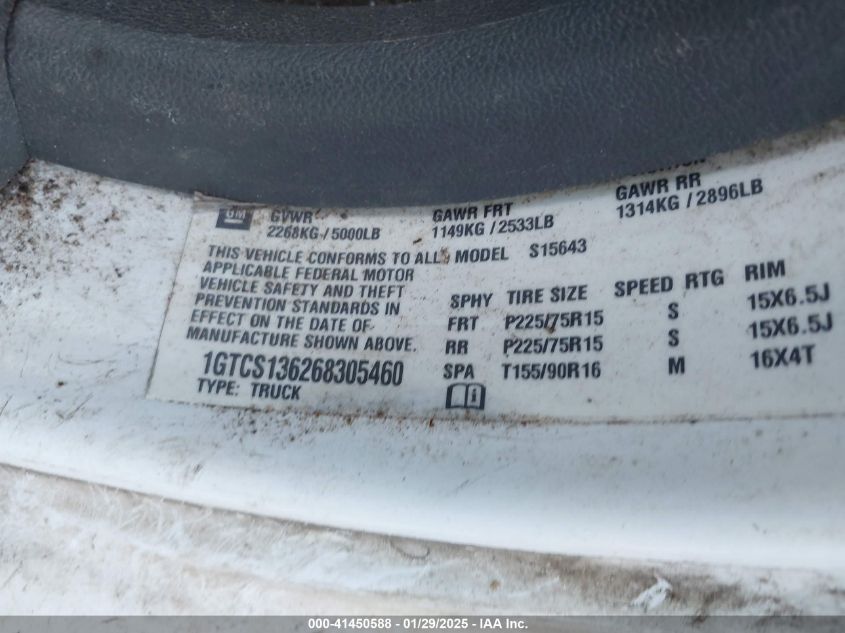 GM GVWR GAWR FRT GAWR RR
2268KG / 5000LB 1149KG / 2533LB 1314KG / 2896LB
THIS VEHICLE CONFORMS TO ALL MODEL S15643
APPLICABLE FEDERAL MOTOR
VEHICLE SAFETY AND THEFT
PREVENTION STANDARDS IN
EFFECT ON THE DATE OF
MANUFACTURE SHOWN ABOVE.
SPHY TIRE SIZE SPEED RTG RIM
FRT P225/75R15 S 15X6.5J
RR P225/75R15 S 15X6.5J
SPA T155/90R16 M 16X4T
1GTCS136268305460
TYPE: TRUCK
000-41450588 - 01/29/2025 - IAA Inc.